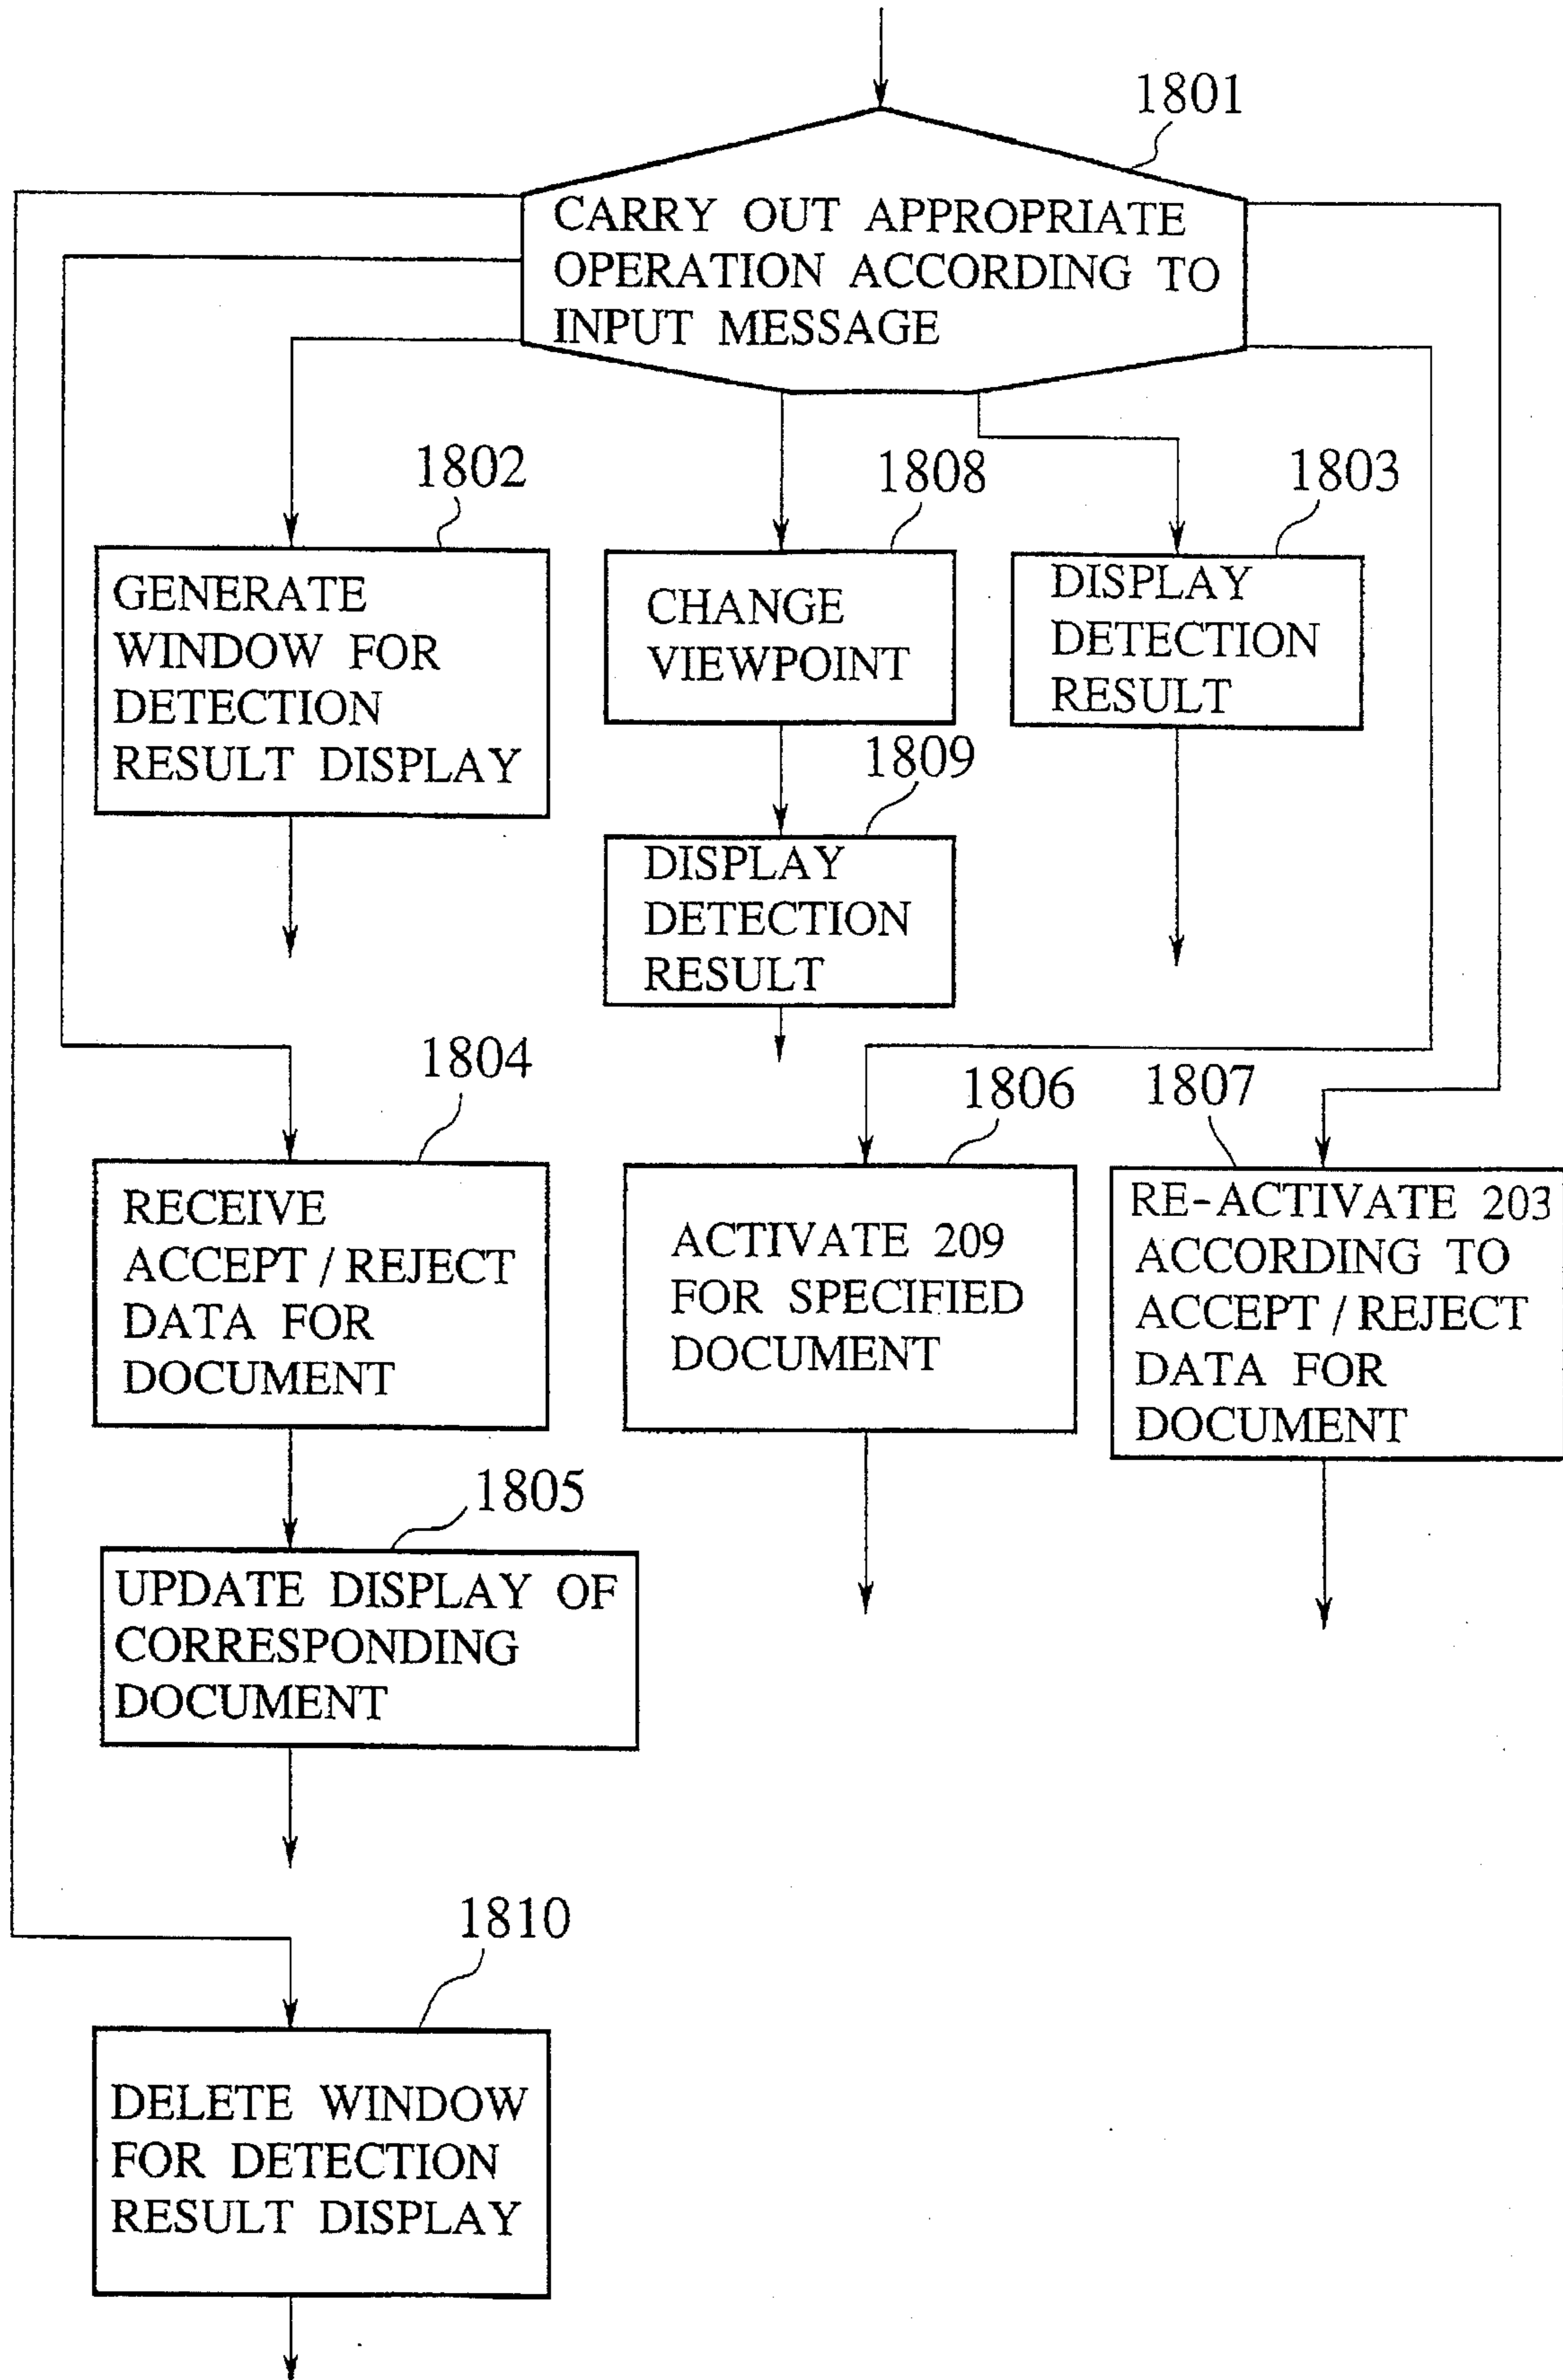 1801
CARRY OUT APPROPRIATE
OPERATION ACCORDING TO
INPUT MESSAGE
1802
GENERATE
WINDOW FOR
DETECTION
RESULT DISPLAY
1808
CHANGE
VIEWPOINT
1803
DISPLAY
DETECTION
RESULT
1809
DISPLAY
DETECTION
RESULT
1804
RECEIVE
ACCEPT / REJECT
DATA FOR
DOCUMENT
1806
ACTIVATE 209
FOR SPECIFIED
DOCUMENT
1807
RE-ACTIVATE 203
ACCORDING TO
ACCEPT / REJECT
DATA FOR
DOCUMENT
1805
UPDATE DISPLAY OF
CORRESPONDING
DOCUMENT
1810
DELETE WINDOW
FOR DETECTION
RESULT DISPLAY